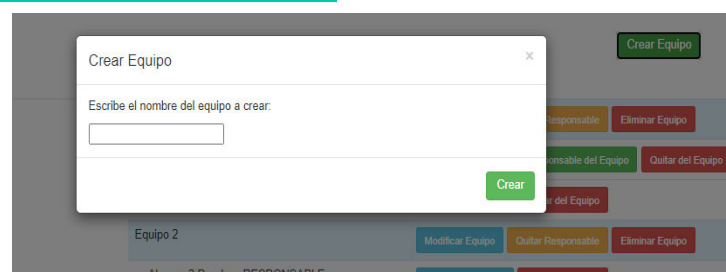 Crear Equipo
×
Crear Equipo
Escribe el nombre del equipo a crear:
Responsable Eliminar Equipo
del Equipo Quitar del Equipo
Crear
del Equipo
Equipo 2 Modificar Equipo Quitar Responsable Eliminar Equipo
RESPONSABLE